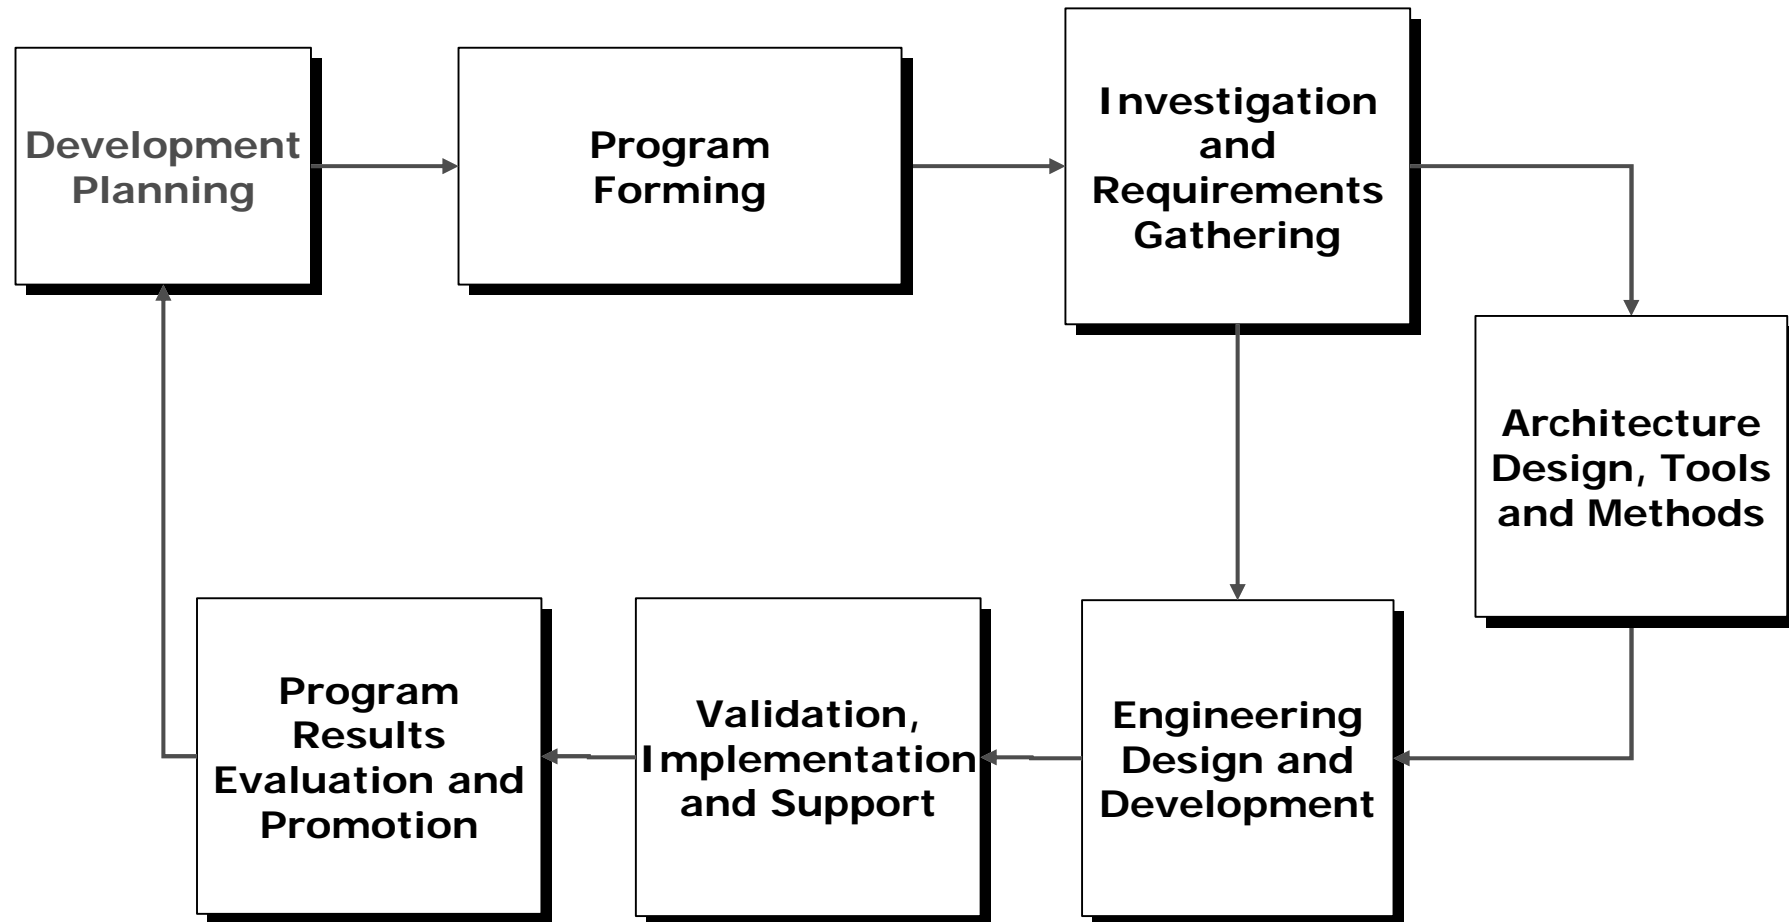 Development
Planning
Program
Forming
Investigation
and
Requirements
Gathering
Architecture
Design, Tools
and Methods
Engineering
Design and
Development
Validation,
Implementation
and Support
Program
Results
Evaluation and
Promotion